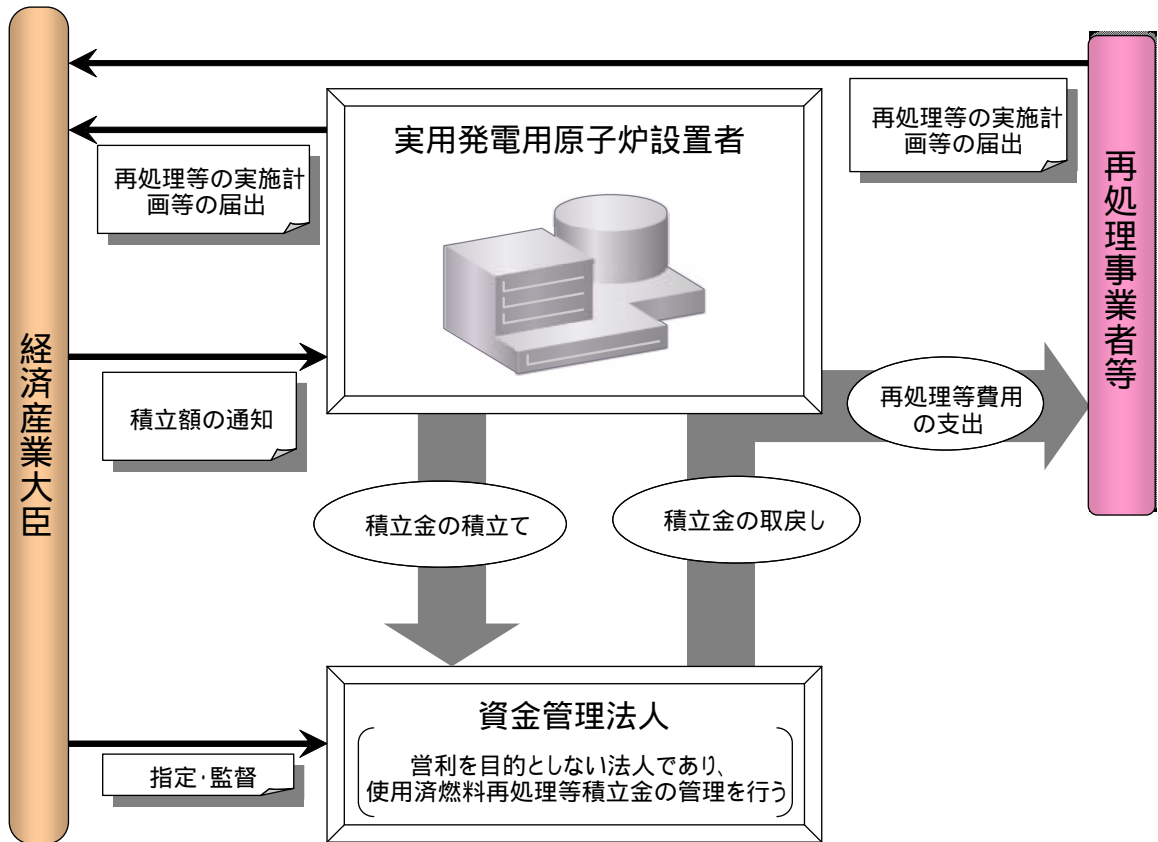 経済産業大臣
再処理事業者等
実用発電用原子炉設置者
再処理等の実施計
画等の届出
再処理等の実施計
画等の届出
積立額の通知
再処理等費用
の支出
積立金の積立て
積立金の取戻し
資金管理法人
営利を目的としない法人であり、
使用済燃料再処理等積立金の管理を行う
指定・監督